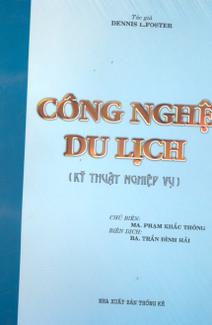 Tác giả
DENNIS L.FOSTER
CÔNG NGHỆ
DU LỊCH
(KỸ THUẬT NGHIỆP VỤ)
CHỦ BIÊN:
MA. PHẠM KHẮC THÔNG
BIÊN DỊCH:
BA. TRẦN ĐÌNH HẢI
NHÀ XUẤT BẢN THỐNG KÊ